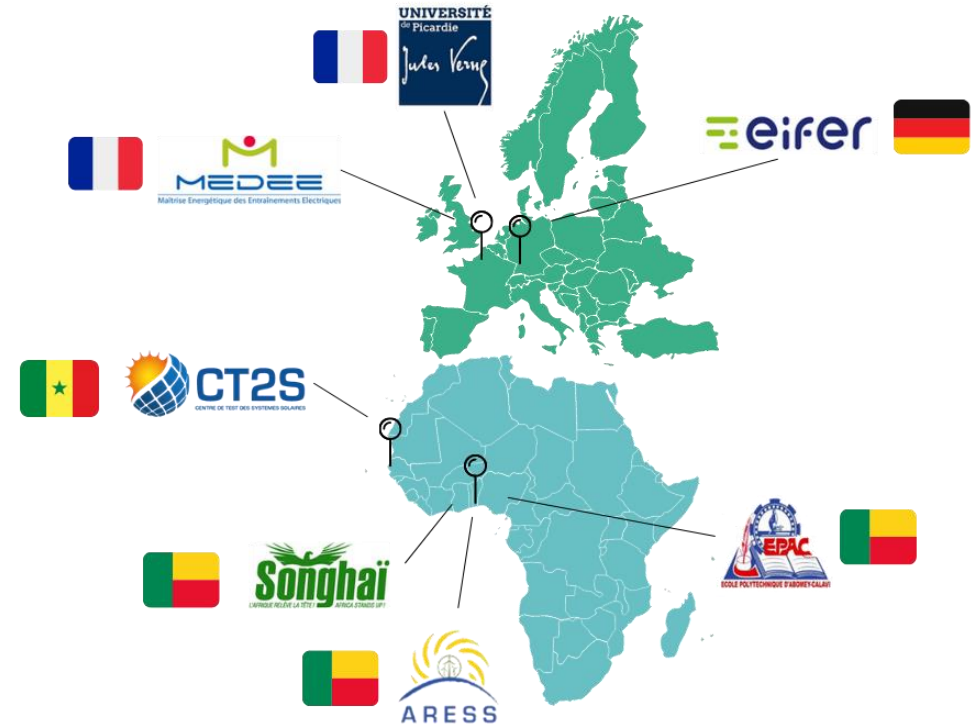 UNIVERSITÉ
de Picardie
Jules Verne
MEDEE
Maîtrise Energétique des Entraînements Electriques
eifer
CT2S
CENTRE DE TEST DES SYSTEMES SOLAIRES
Songhaï
L'AFRIQUE RELÈVE LA TÊTE! AFRICA STANDS UP!
EPAC
ECOLE POLYTECHNIQUE D'ABOMEY-CALAVI
ARESS